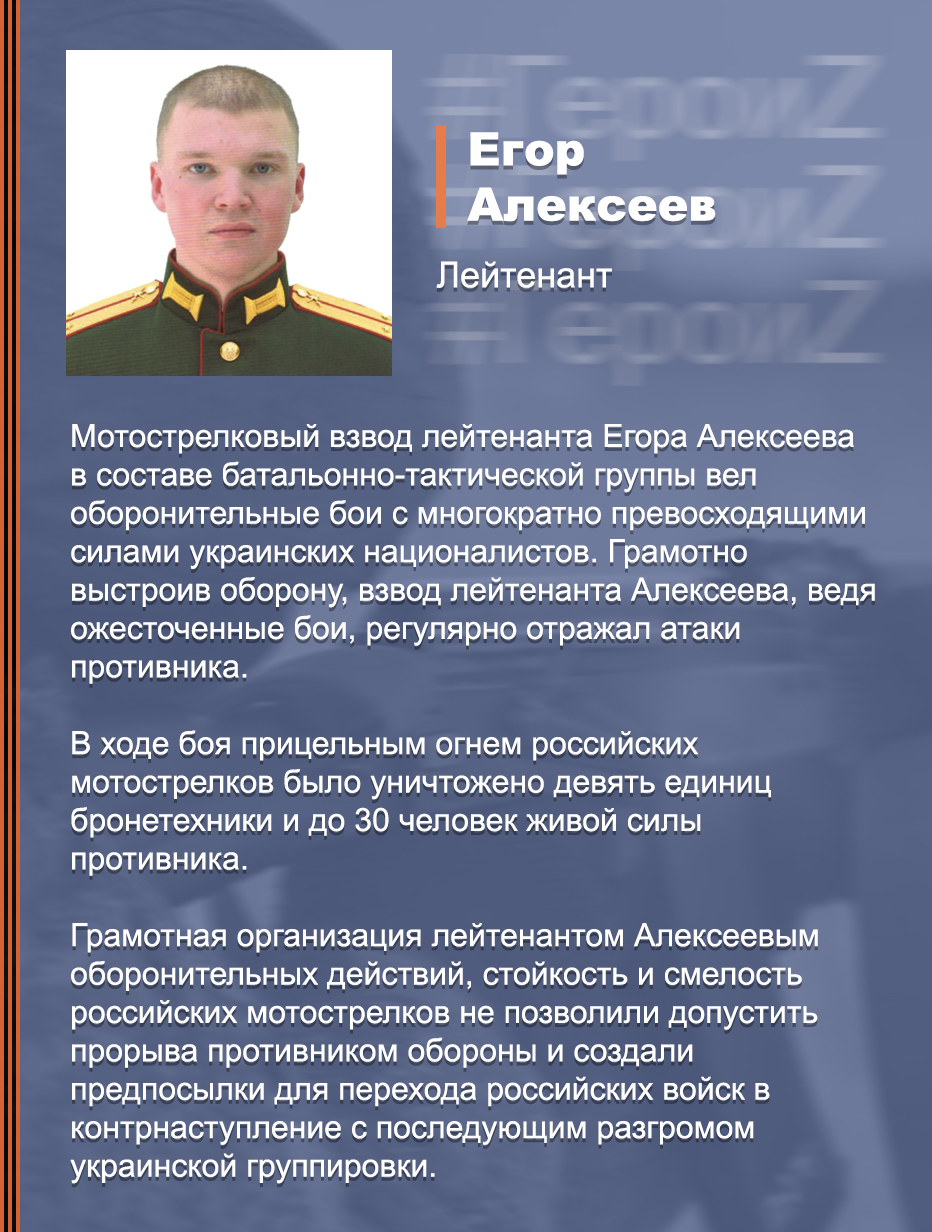 #ГероиZ
Егор
#ГероиZ
Алексеев
Лейтенант
#ГероиZ
Мотострелковый взвод лейтенанта Егора Алексеева
в составе батальонно-тактической группы вел
оборонительные бои с многократно превосходящими
силами украинских националистов. Грамотно
выстроив оборону, взвод лейтенанта Алексеева, ведя
ожесточенные бои, регулярно отражал атаки
противника.
В ходе боя прицельным огнем российских
мотострелков было уничтожено девять единиц
бронетехники и до 30 человек живой силы
противника.
Грамотная организация лейтенантом Алексеевым
оборонительных действий, стойкость и смелость
российских мотострелков не позволили допустить
прорыва противником обороны и создали
предпосылки для перехода российских войск в
контрнаступление с последующим разгромом
украинской группировки.